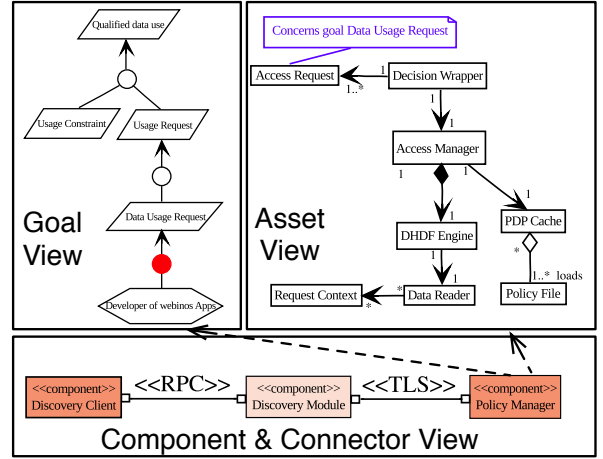 Qualified data use
Usage Constraint
Usage Request
Data Usage Request
Developer of webinos Apps
Goal
View
Concerns goal Data Usage Request
Access Request
1..*
1
Decision Wrapper
1
1
Access Manager
1
1
1
1
DHDF Engine
1
1
PDP Cache
*
1..* loads
Policy File
Request Context
*
*
Data Reader
Asset
View
<<component>>
Discovery Client
<<RPC>>
<<component>>
Discovery Module
<<TLS>>
<<component>>
Policy Manager
Component & Connector View